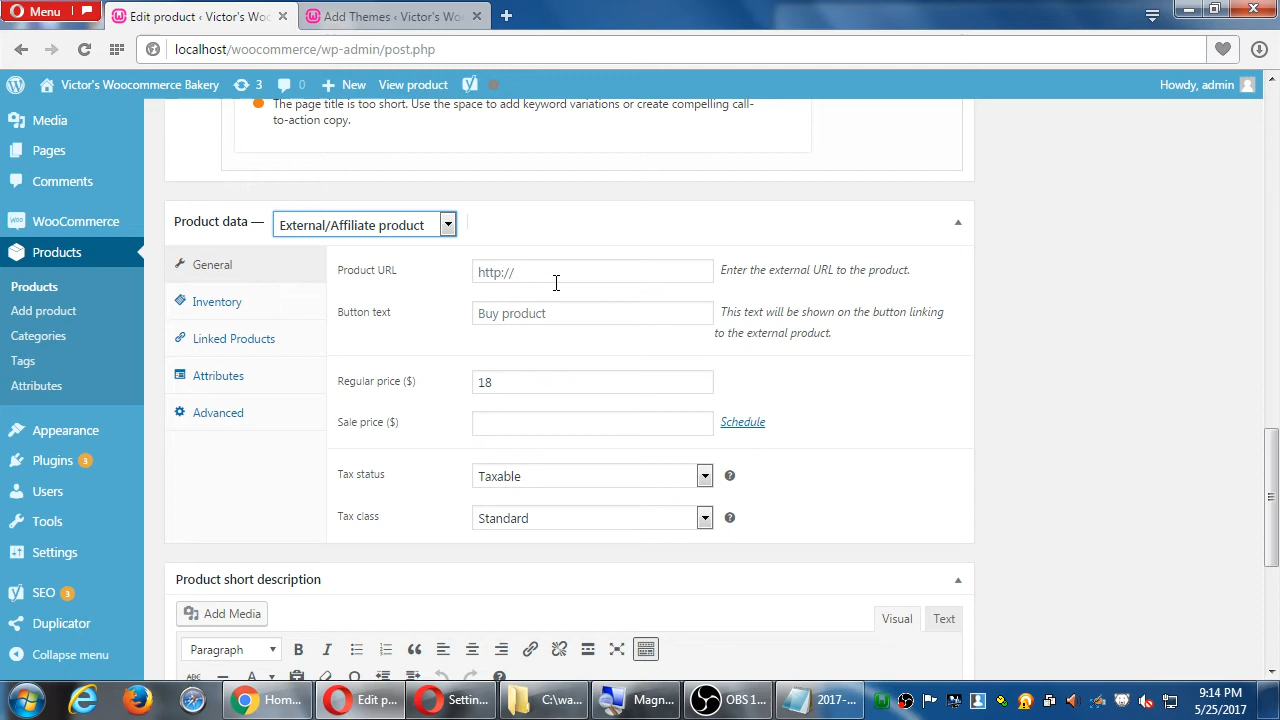 Menu
Edit product ‹ Victor's Woo
Add Themes ‹ Victor's Wo
localhost/woocommerce/wp-admin/post.php
Victor's Woocommerce Bakery 3 0 New View product Howdy, admin
The page title is too short. Use the space to add keyword variations or create compelling call-
to-action copy.
Media
Pages
Comments
WooCommerce
Products
Products
Add product
Categories
Tags
Attributes
Appearance
Plugins 3
Users
Tools
Settings
SEO 3
Duplicator
Collapse menu
Product data — External/Affiliate product
General
Inventory
Linked Products
Attributes
Advanced
Product URL http:// Enter the external URL to the product.
Button text Buy product This text will be shown on the button linking
to the external product.
Regular price ($) 18
Sale price ($) Schedule
Tax status Taxable
Tax class Standard
Product short description
Add Media
Visual Text
Paragraph B I
ABC A
Hom... Edit p... Settin... C:\wa... Magn... OBS 1... 2017-...
9:14 PM
5/25/2017